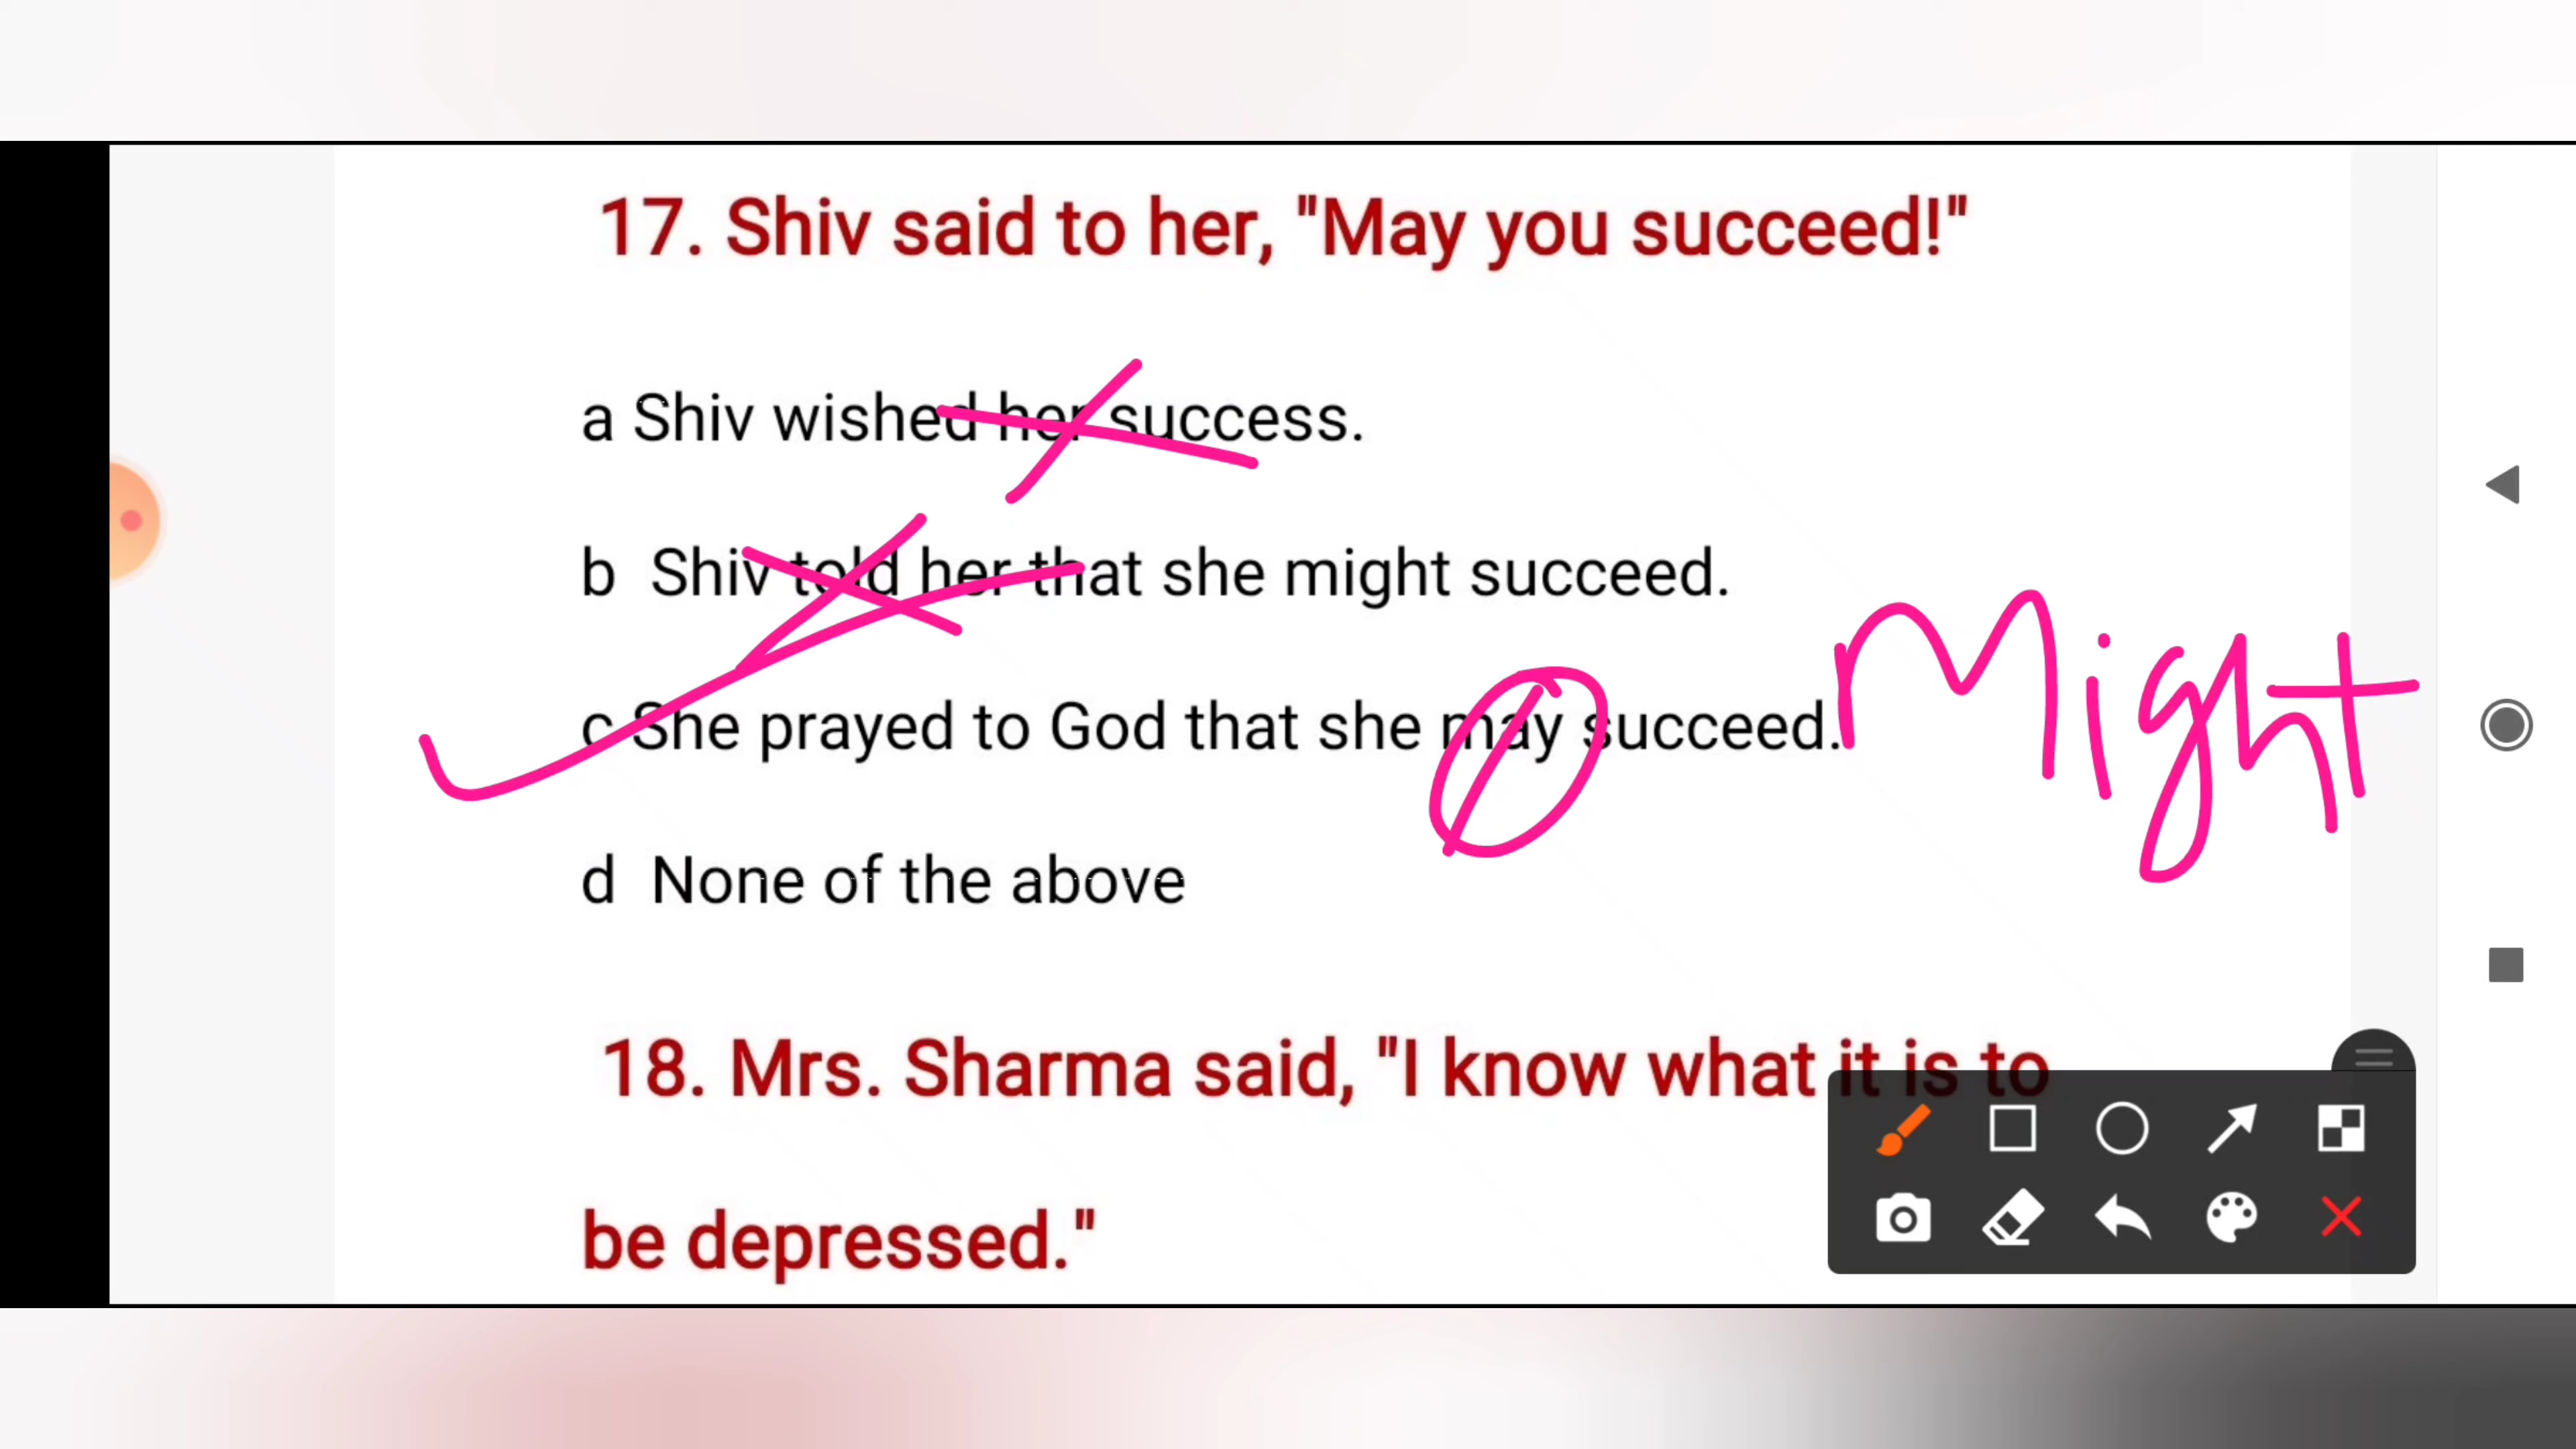 17. Shiv said to her, "May you succeed!"
a Shiv wished her success.
b Shiv told her that she might succeed.
c She prayed to God that she may succeed. Might
d None of the above
18. Mrs. Sharma said, "I know what it is to
be depressed."